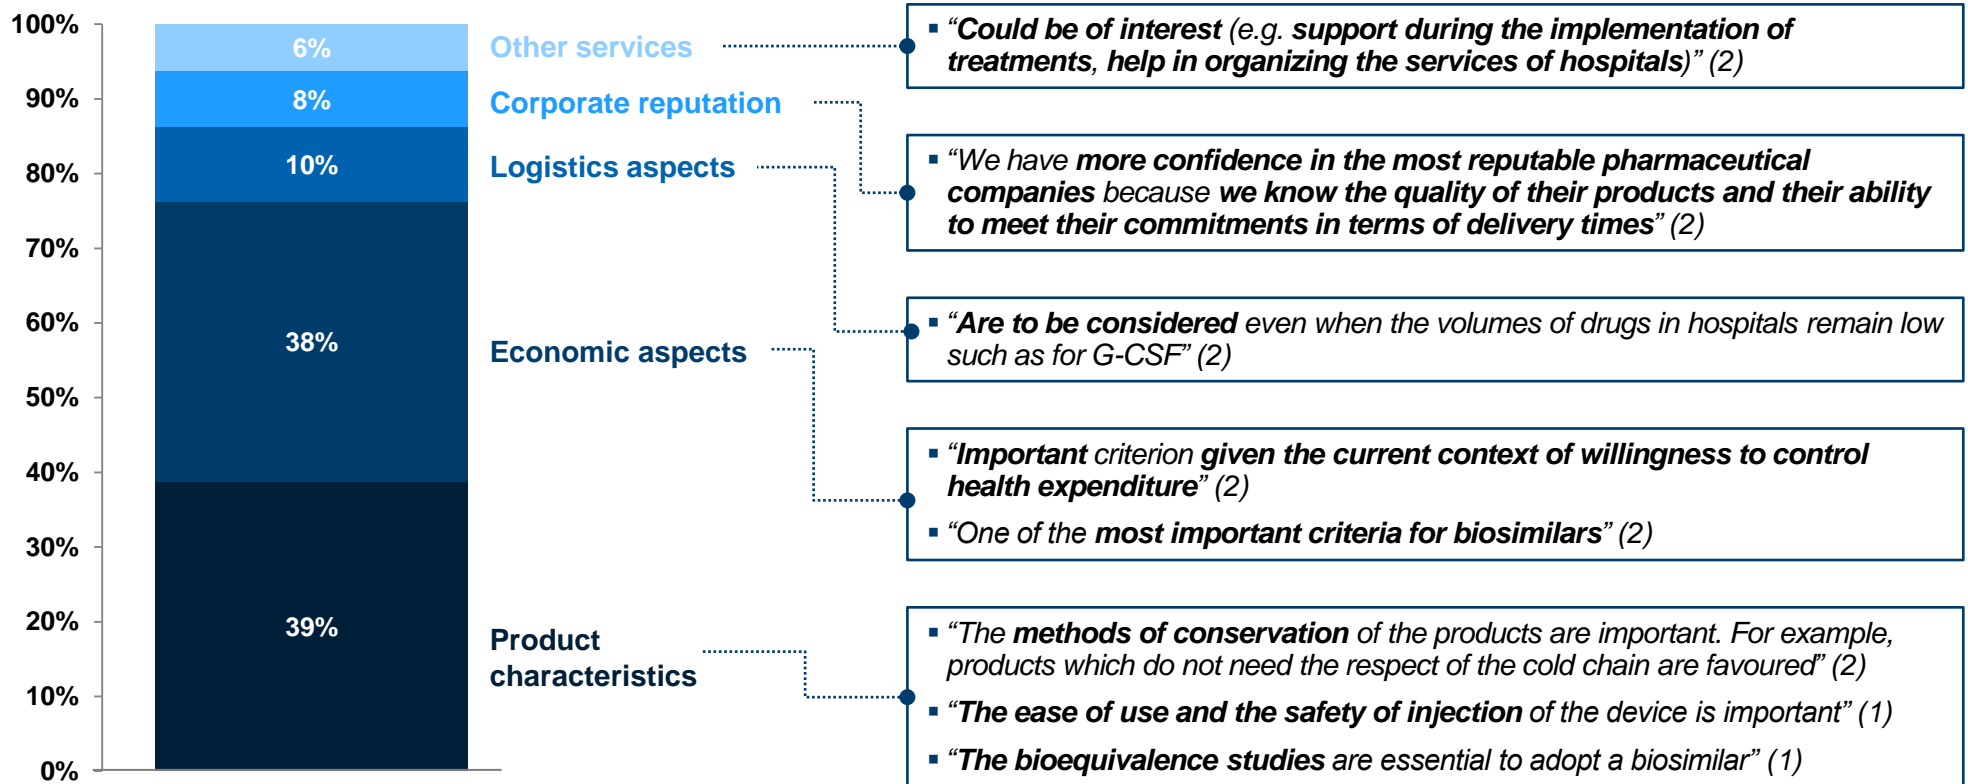 100%
90%
80%
70%
60%
50%
40%
30%
20%
10%
0%
6%
8%
10%
38%
39%
Other services
Corporate reputation
Logistics aspects
Economic aspects
Product
characteristics
▪ “Could be of interest (e.g. support during the implementation of
treatments, help in organizing the services of hospitals)” (2)
▪ “We have more confidence in the most reputable pharmaceutical
companies because we know the quality of their products and their ability
to meet their commitments in terms of delivery times” (2)
▪ “Are to be considered even when the volumes of drugs in hospitals remain low
such as for G-CSF” (2)
▪ “Important criterion given the current context of willingness to control
health expenditure” (2)
▪ “One of the most important criteria for biosimilars” (2)
▪ “The methods of conservation of the products are important. For example,
products which do not need the respect of the cold chain are favoured” (2)
▪ “The ease of use and the safety of injection of the device is important” (1)
▪ “The bioequivalence studies are essential to adopt a biosimilar” (1)